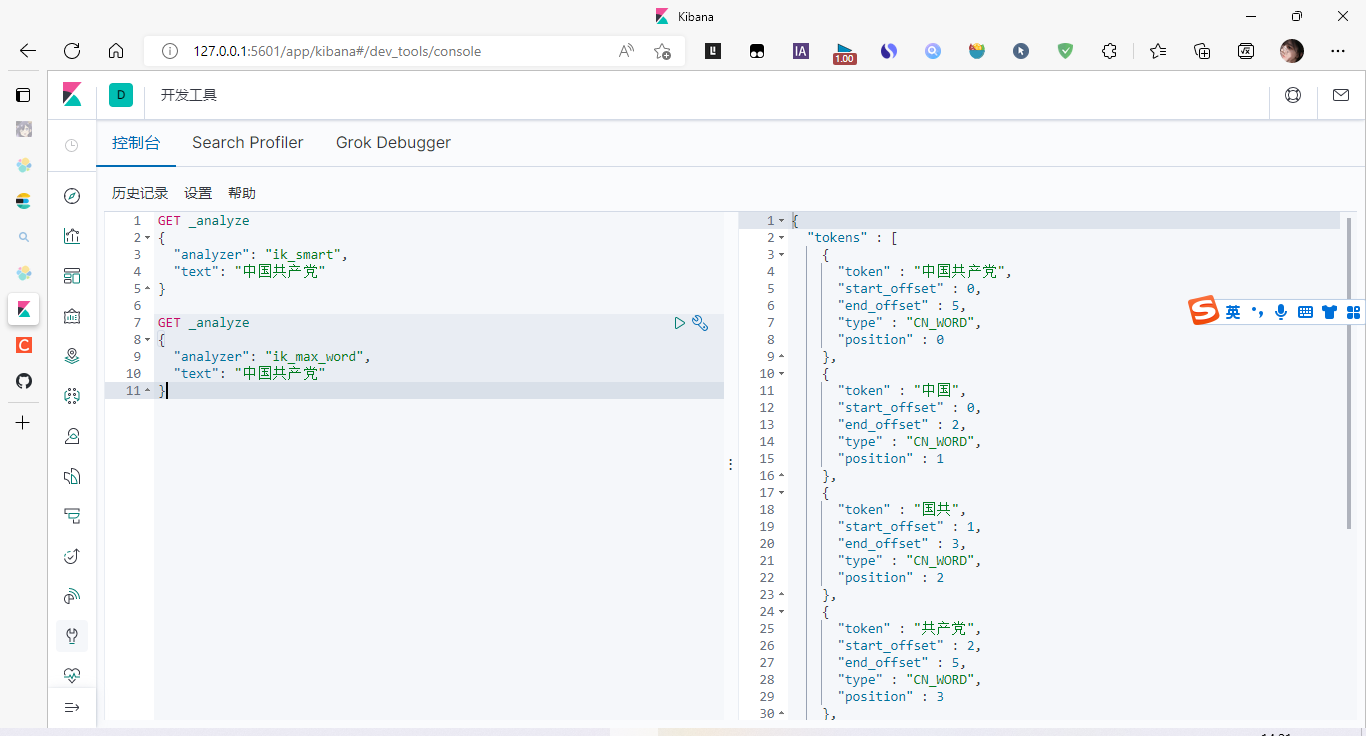 Kibana
127.0.0.1:5601/app/kibana#/dev_tools/console
1.00
D 开发工具
控制台 Search Profiler Grok Debugger
历史记录 设置 帮助
1 GET _analyze
2 {
3 "analyzer": "ik_smart",
4 "text": "中国共产党"
5 }
6
7 GET _analyze
8 {
9 "analyzer": "ik_max_word",
10 "text": "中国共产党"
11 }
1 {
2 "tokens" : [
3 {
4 "token" : "中国共产党",
5 "start_offset" : 0,
6 "end_offset" : 5,
7 "type" : "CN_WORD",
8 "position" : 0
9 },
10 {
11 "token" : "中国",
12 "start_offset" : 0,
13 "end_offset" : 2,
14 "type" : "CN_WORD",
15 "position" : 1
16 },
17 {
18 "token" : "国共",
19 "start_offset" : 1,
20 "end_offset" : 3,
21 "type" : "CN_WORD",
22 "position" : 2
23 },
24 {
25 "token" : "共产党",
26 "start_offset" : 2,
27 "end_offset" : 5,
28 "type" : "CN_WORD",
29 "position" : 3
30 },
英